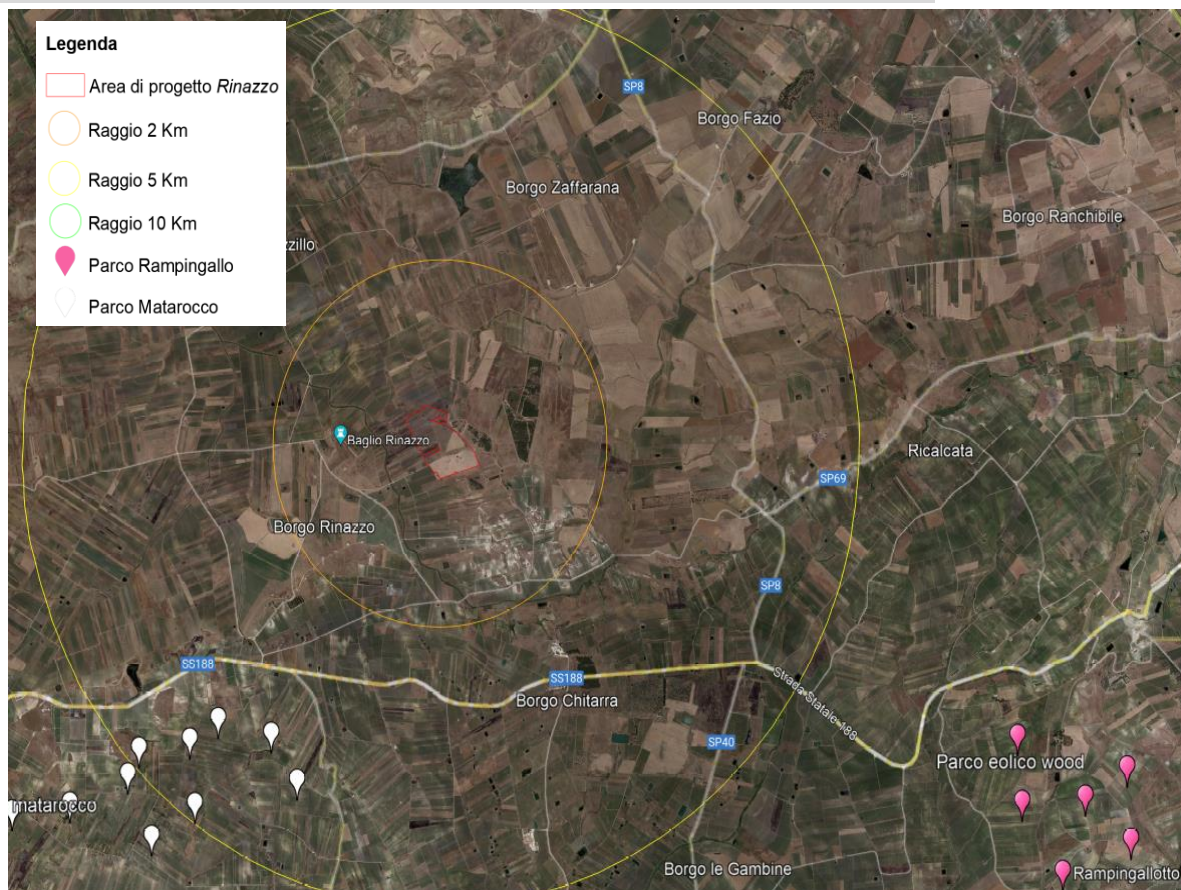 Legenda
Area di progetto Rinazzo
Raggio 2 Km
Raggio 5 Km
Raggio 10 Km
Parco Rampingallo
Parco Matarocco
SP8
Borgo Fazio
Borgo Zaffarana
Borgo Ranchibile
zzillo
Baglio Rinazzo
Ricalcata
SP69
Borgo Rinazzo
SP8
SS188
SS188
Borgo Chitarra
Strada Statale 188
SP40
Parco eolico wood
matarocco
Borgo le Gambine
Rampingallotto